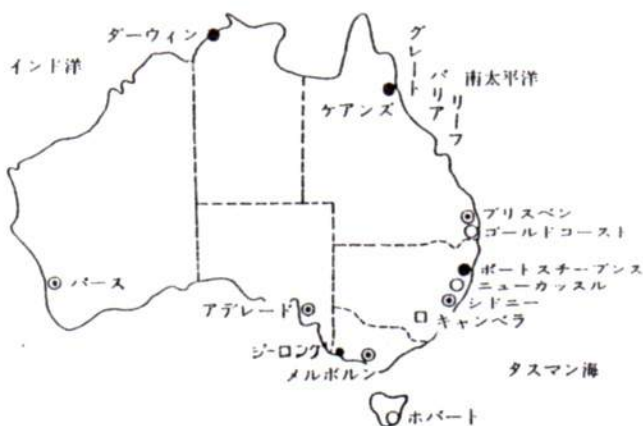 ダーウィン
インド洋
グレート
バリア
リーフ
南太平洋
ケアンズ
ブリスベン
ゴールドコースト
ポートスチーブンス
ニューカッスル
シドニー
パース
アデレード
キャンベラ
ジーロング
メルボルン
タスマン海
ホバート